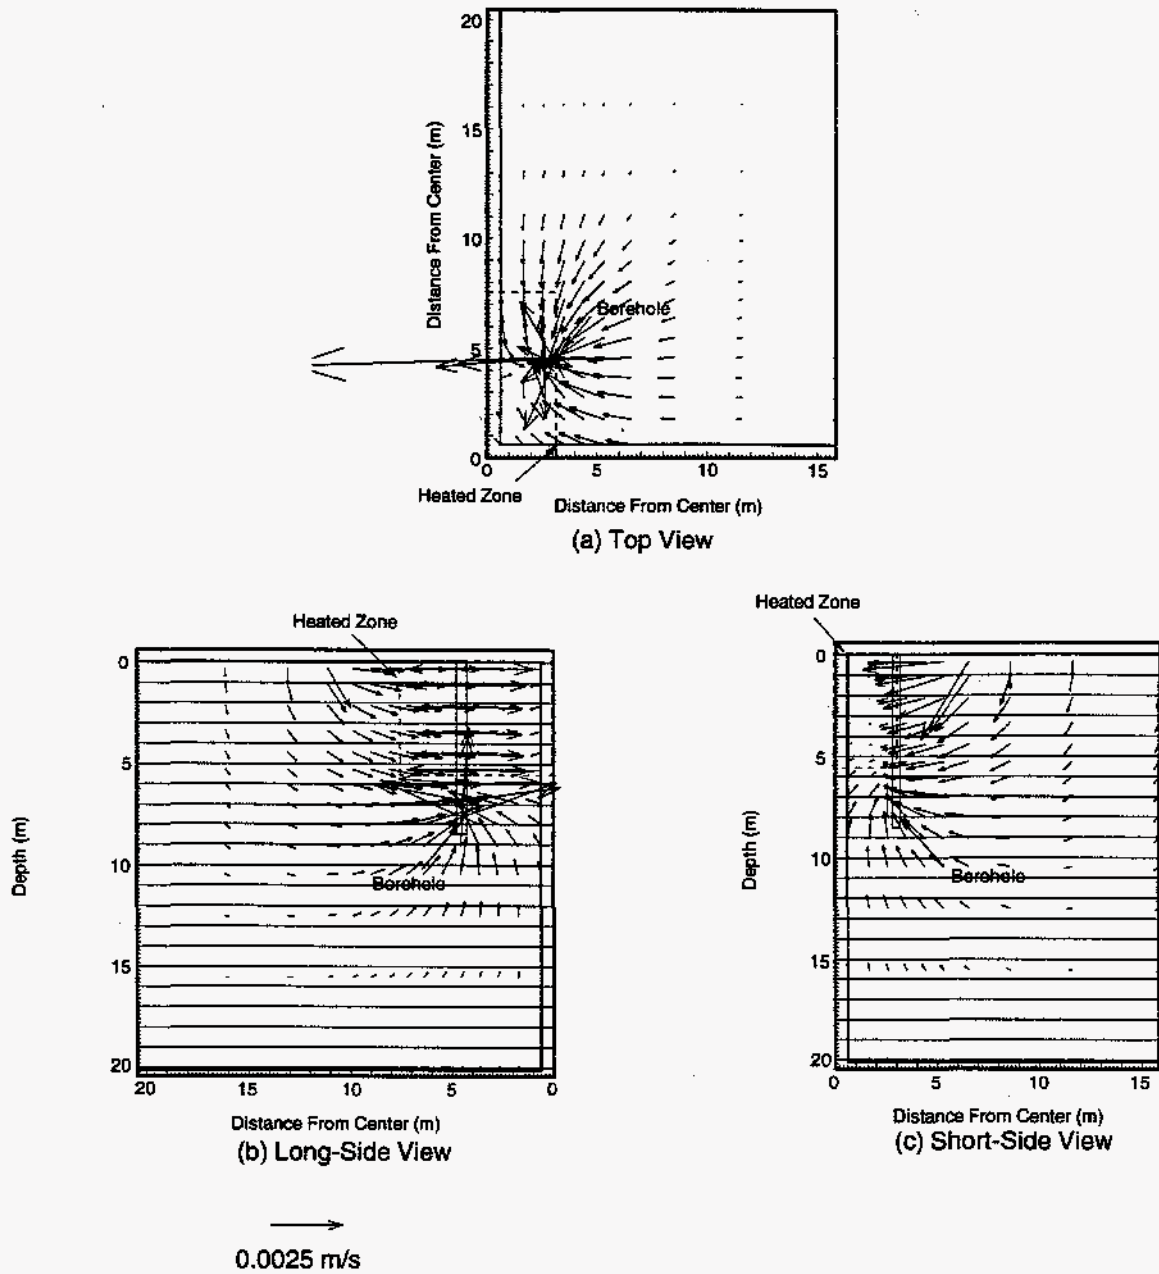 20
15
10
5
0
Distance From Center (m)
Borehole
0 5 10 15
Heated Zone
Distance From Center (m)
(a) Top View
Heated Zone
0
5
10
15
20
Depth (m)
Borehole
20 15 10 5 0
Distance From Center (m)
(b) Long-Side View
Heated Zone
0
5
10
15
20
Depth (m)
Borehole
0 5 10 15
Distance From Center (m)
(c) Short-Side View
0.0025 m/s